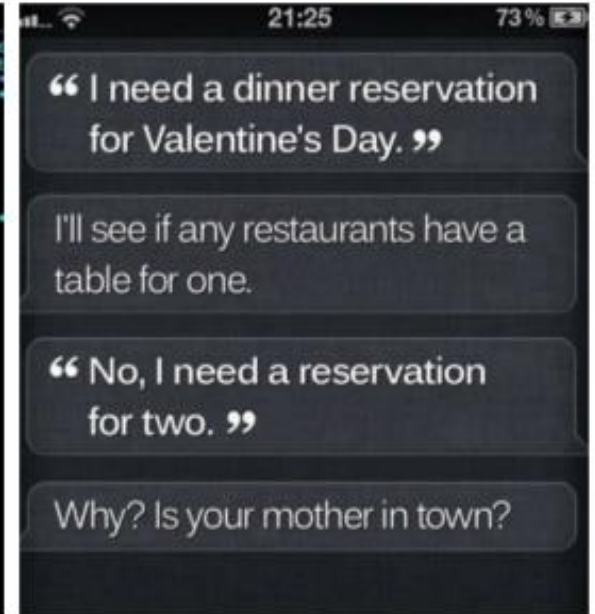 21:25 73%
“ I need a dinner reservation
for Valentine's Day. ”
I'll see if any restaurants have a
table for one.
“ No, I need a reservation
for two. ”
Why? Is your mother in town?